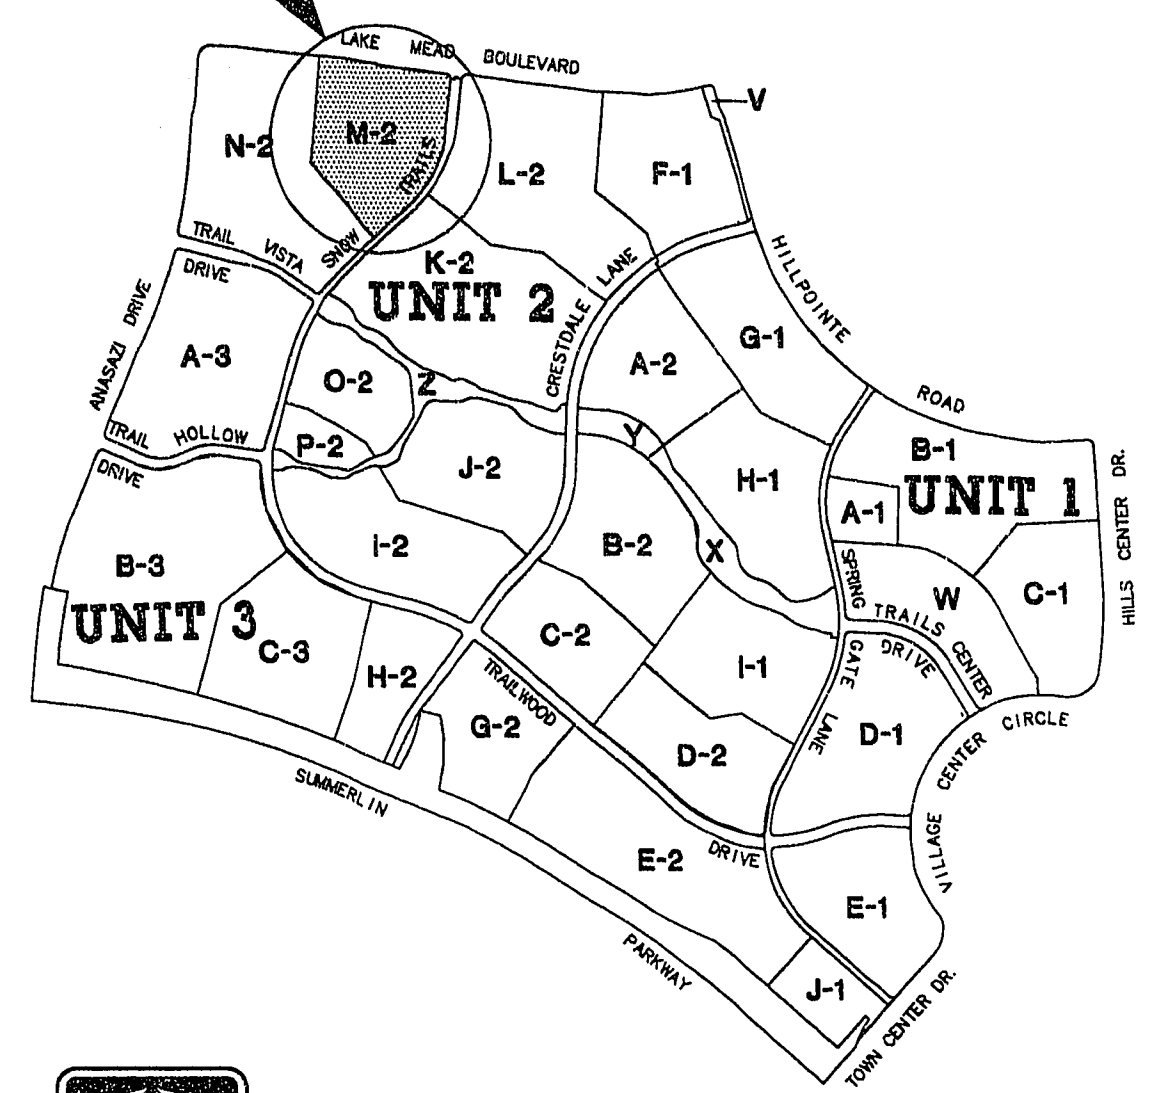 LAKE MEAD BOULEVARD
V
N-2
M-2
L-2
F-1
SNOW TRAILS
TRAIL VISTA DRIVE
K-2
UNIT 2
CRESTDALE LANE
HILLPOINTE ROAD
ANASAZI DRIVE
A-3
O-2
Z
A-2
G-1
TRAIL HOLLOW DRIVE
P-2
J-2
Y
H-1
B-1
UNIT 1
A-1
HILLS CENTER DR.
B-3
UNIT 3
I-2
B-2
X
SPRING GATE LANE
W
C-1
TRAILS CENTER DRIVE
CENTER
C-3
H-2
C-2
I-1
TRAILWOOD DRIVE
G-2
D-2
D-1
VILLAGE CENTER CIRCLE
SUMMERLIN PARKWAY
E-2
E-1
J-1
TOWN CENTER DR.